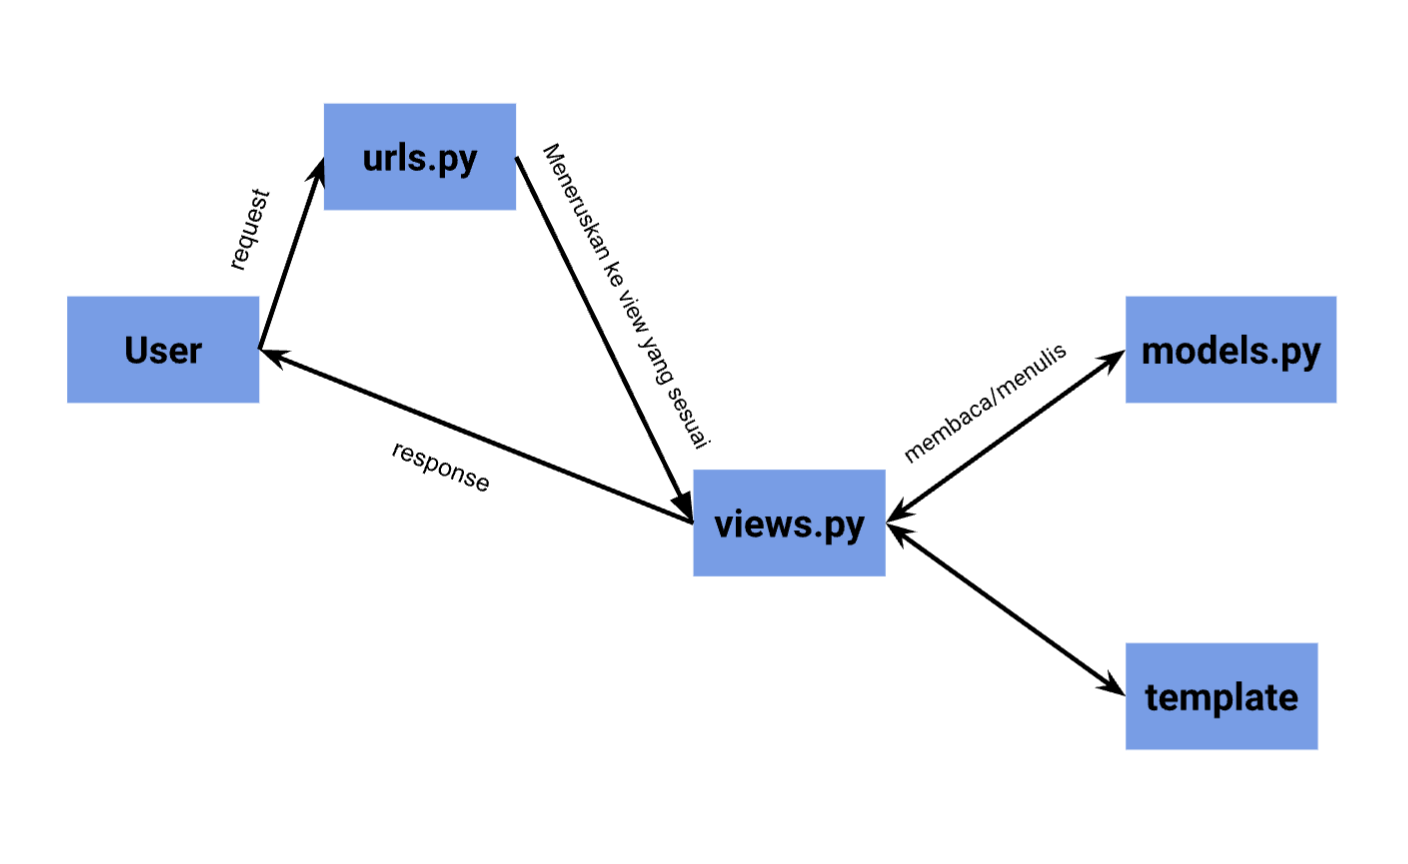 urls.py
request
Meneruskan ke view yang sesuai
User
models.py
membaca/menulis
response
views.py
template